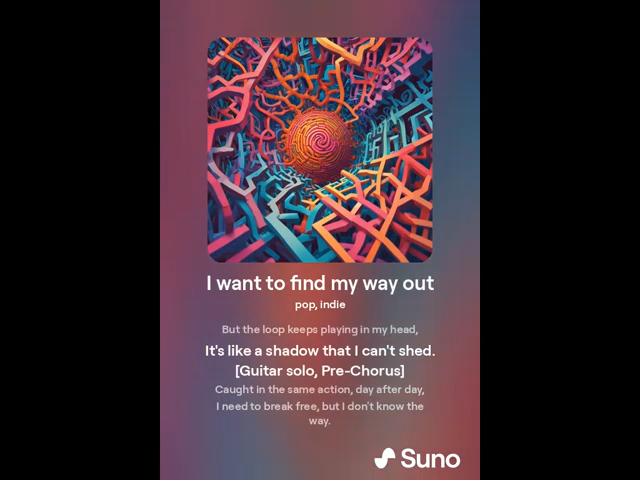 I want to find my way out
pop, indie
But the loop keeps playing in my head,
It's like a shadow that I can't shed.
[Guitar solo, Pre-Chorus]
Caught in the same action, day after day,
I need to break free, but I don't know the
way.
Suno